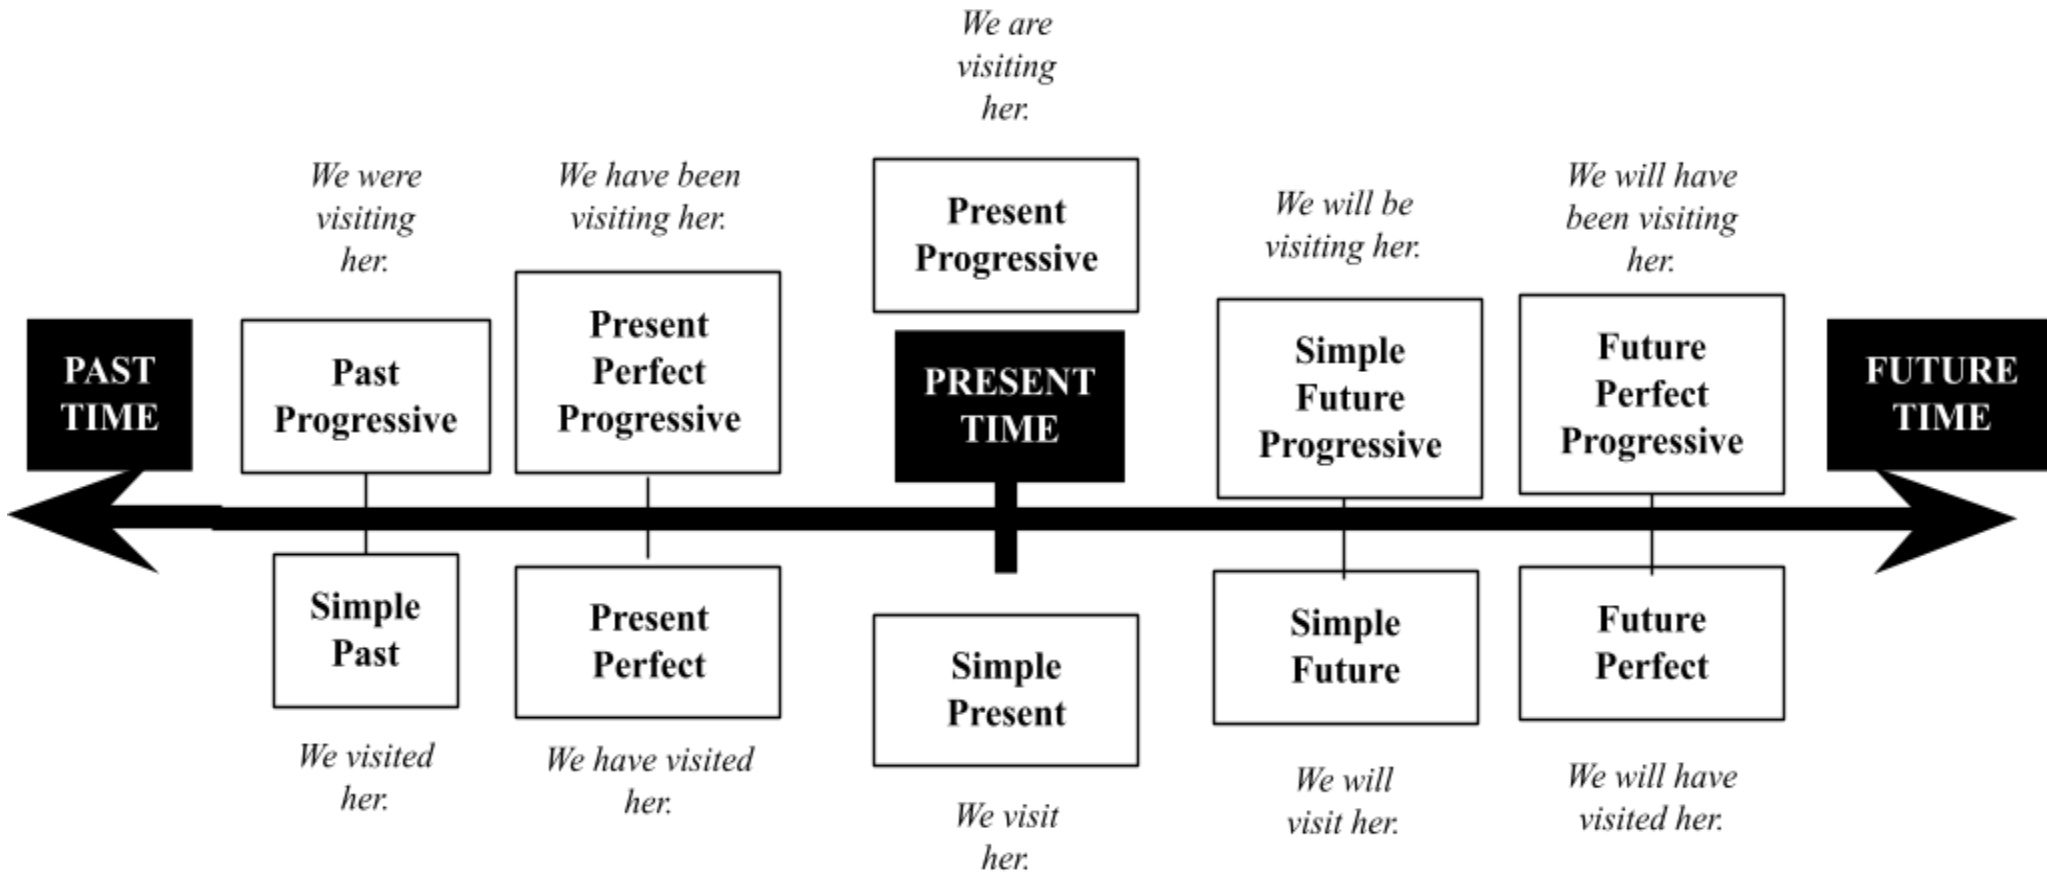 We are
visiting
her.
We were
visiting
her.
We have been
visiting her.
We will be
visiting her.
We will have
been visiting
her.
PAST
TIME
Past
Progressive
Present
Perfect
Progressive
Present
Progressive
PRESENT
TIME
Simple
Future
Progressive
Future
Perfect
Progressive
FUTURE
TIME
Simple
Past
Present
Perfect
Simple
Present
Simple
Future
Future
Perfect
We visited
her.
We have visited
her.
We visit
her.
We will
visit her.
We will have
visited her.